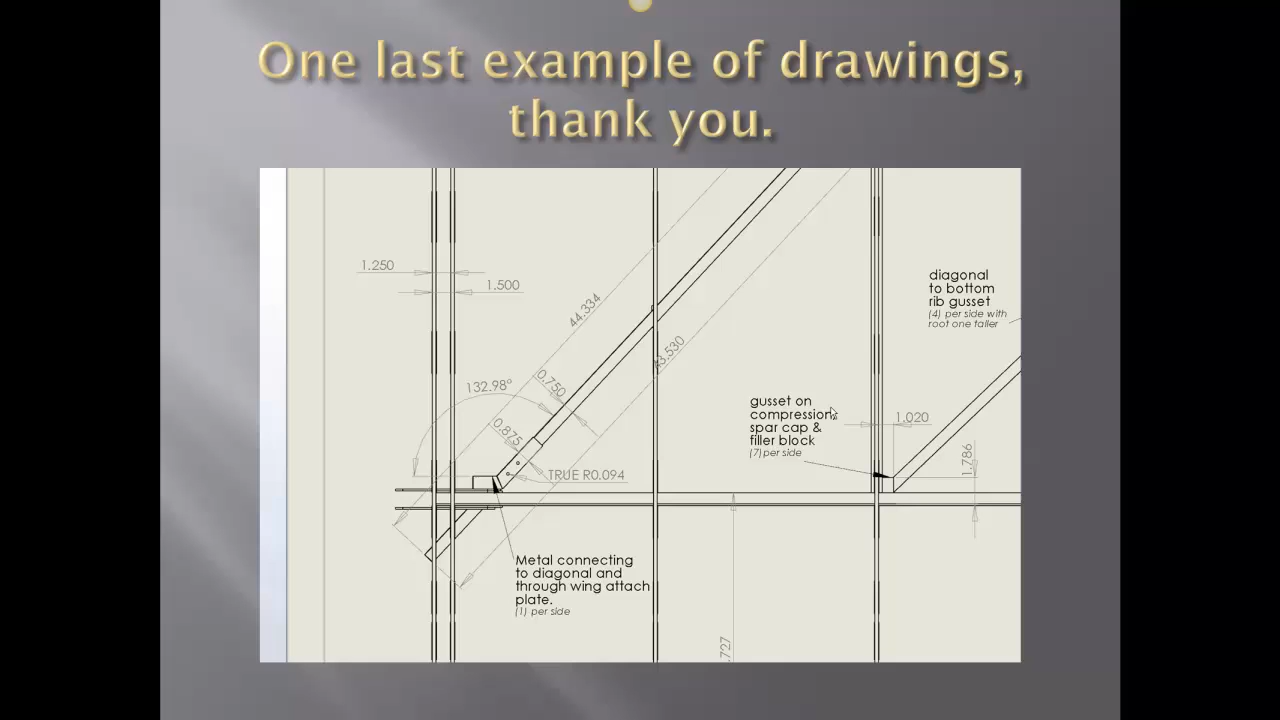 One last example of drawings,
thank you.
1.250
1.500
44.334
diagonal
to bottom
rib gusset
(4) per side with
root one taller
43.530
132.98°
0.750
gusset on
compression
spar cap &
filler block
(7) per side
1.020
0.875
TRUE R0.094
1.786
Metal connecting
to diagonal and
through wing attach
plate.
(1) per side
.727